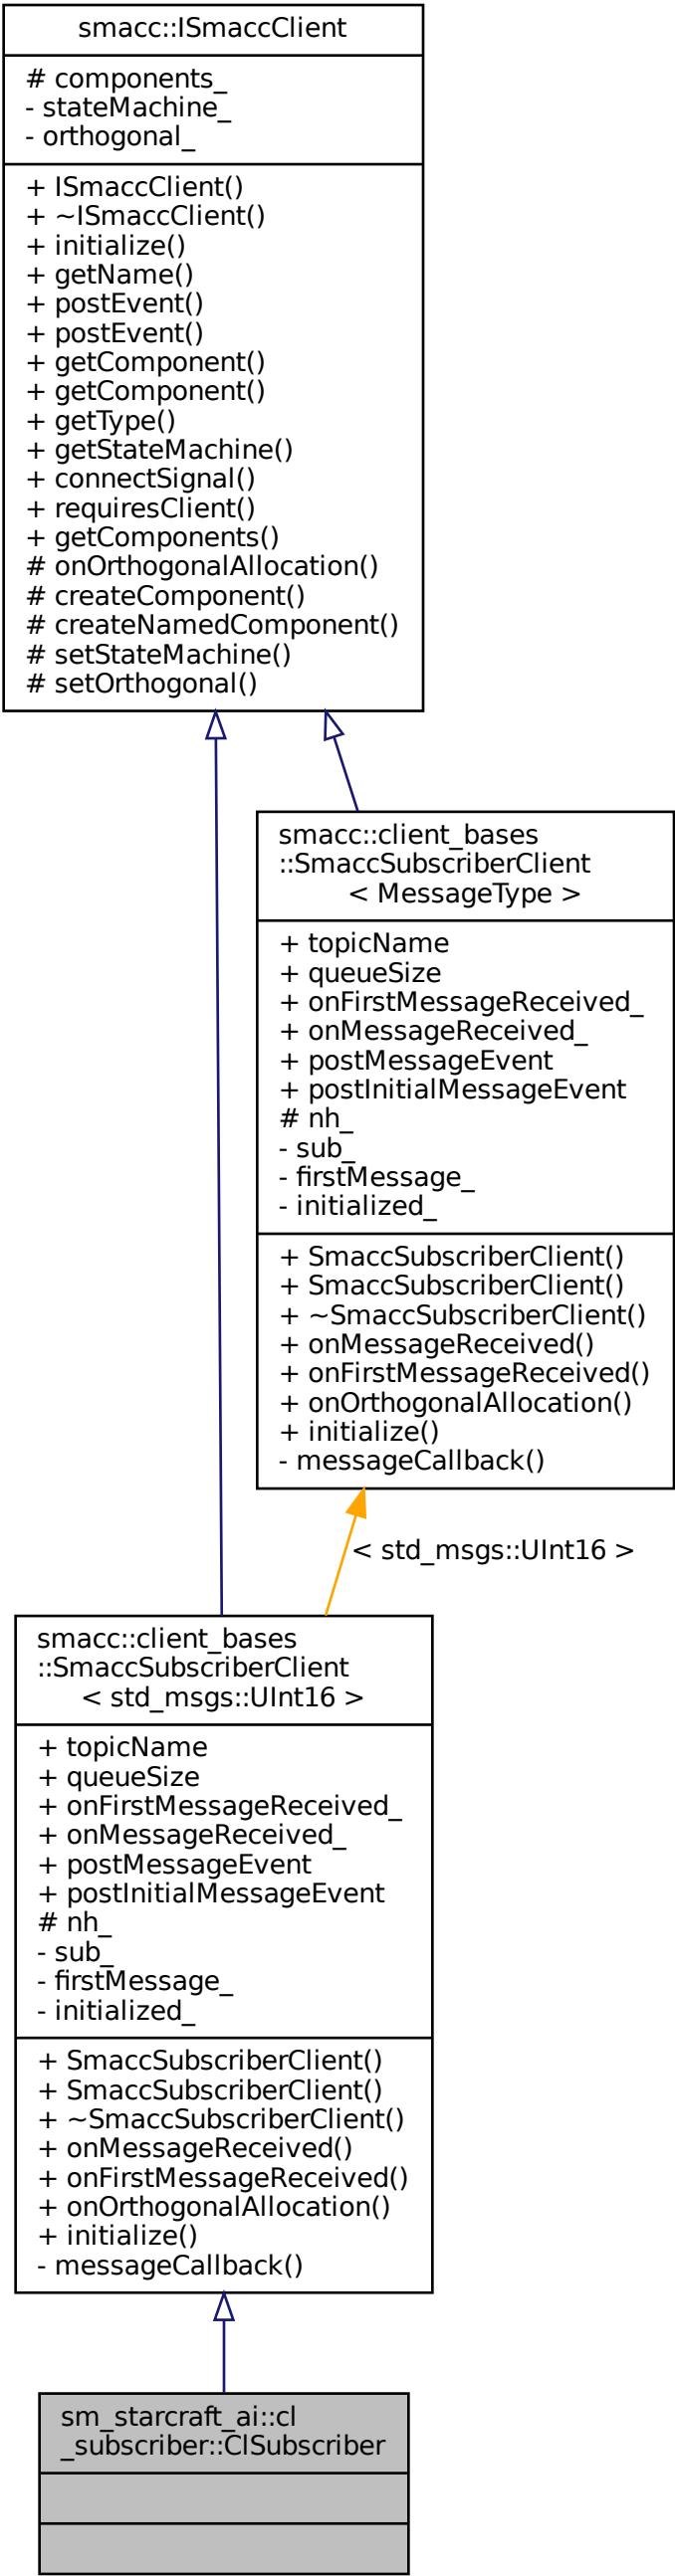 smacc::ISmaccClient
# components_
- stateMachine_
- orthogonal_
+ ISmaccClient()
+ ~ISmaccClient()
+ initialize()
+ getName()
+ postEvent()
+ postEvent()
+ getComponent()
+ getComponent()
+ getType()
+ getStateMachine()
+ connectSignal()
+ requiresClient()
+ getComponents()
# onOrthogonalAllocation()
# createComponent()
# createNamedComponent()
# setStateMachine()
# setOrthogonal()
smacc::client_bases
::SmaccSubscriberClient
< MessageType >
+ topicName
+ queueSize
+ onFirstMessageReceived_
+ onMessageReceived_
+ postMessageEvent
+ postInitialMessageEvent
# nh_
- sub_
- firstMessage_
- initialized_
+ SmaccSubscriberClient()
+ SmaccSubscriberClient()
+ ~SmaccSubscriberClient()
+ onMessageReceived()
+ onFirstMessageReceived()
+ onOrthogonalAllocation()
+ initialize()
- messageCallback()
< std_msgs::UInt16 >
smacc::client_bases
::SmaccSubscriberClient
< std_msgs::UInt16 >
+ topicName
+ queueSize
+ onFirstMessageReceived_
+ onMessageReceived_
+ postMessageEvent
+ postInitialMessageEvent
# nh_
- sub_
- firstMessage_
- initialized_
+ SmaccSubscriberClient()
+ SmaccSubscriberClient()
+ ~SmaccSubscriberClient()
+ onMessageReceived()
+ onFirstMessageReceived()
+ onOrthogonalAllocation()
+ initialize()
- messageCallback()
sm_starcraft_ai::cl
_subscriber::ClSubscriber